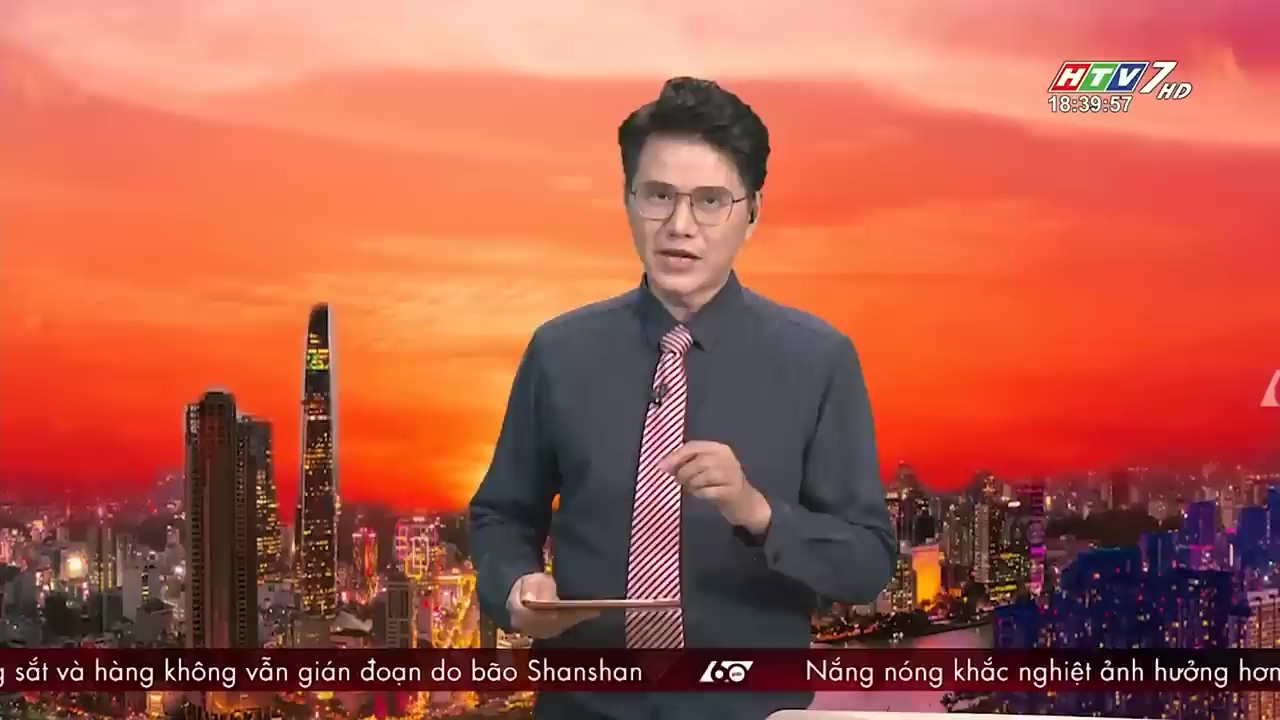 HTV7
HD
18:39:57
sắt và hàng không vẫn gián đoạn do bão Shanshan
60
Nắng nóng khắc nghiệt ảnh hưởng hơn